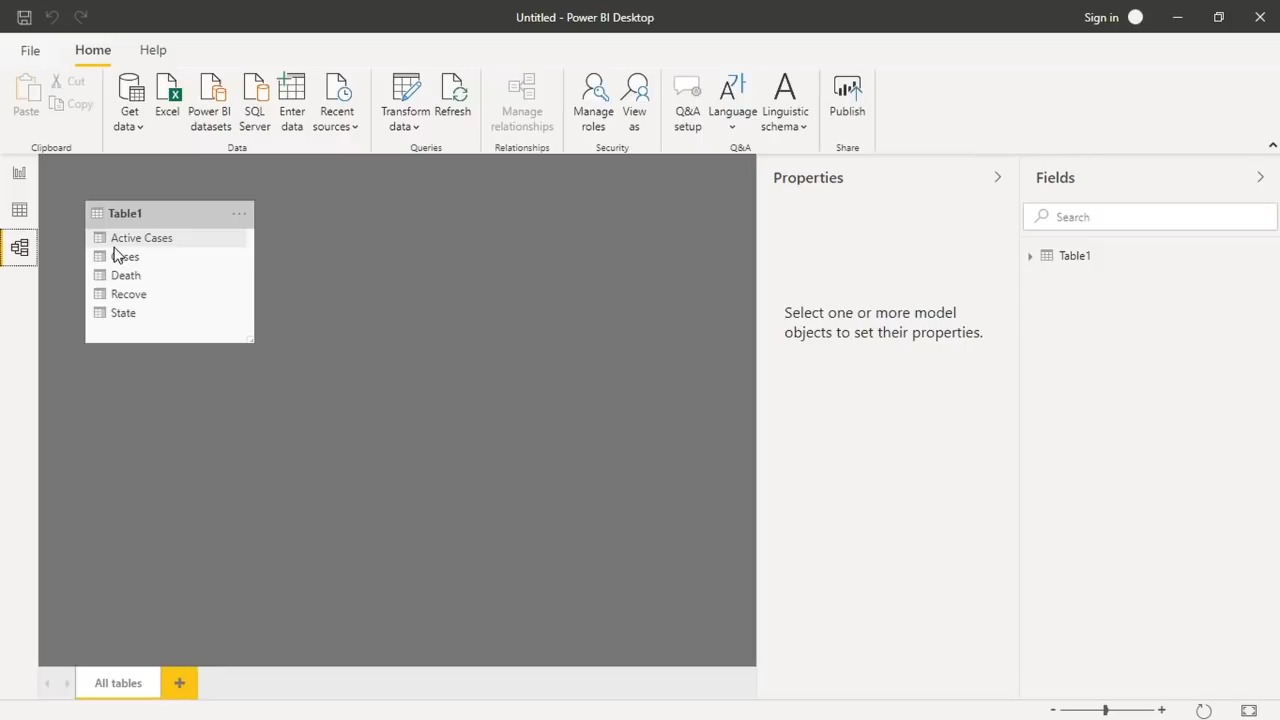 Untitled - Power BI Desktop
Sign in
File
Home
Help
Paste
Cut
Copy
Clipboard
Get data
Excel
Power BI datasets
SQL Server
Enter data
Recent sources
Data
Transform data
Refresh
Queries
Manage relationships
Relationships
Manage roles
View as
Security
Q&A setup
Language
Linguistic schema
Q&A
Publish
Share
Table1
Active Cases
Death
Recove
State
Properties
Select one or more model
objects to set their properties.
Fields
Search
Table1
All tables